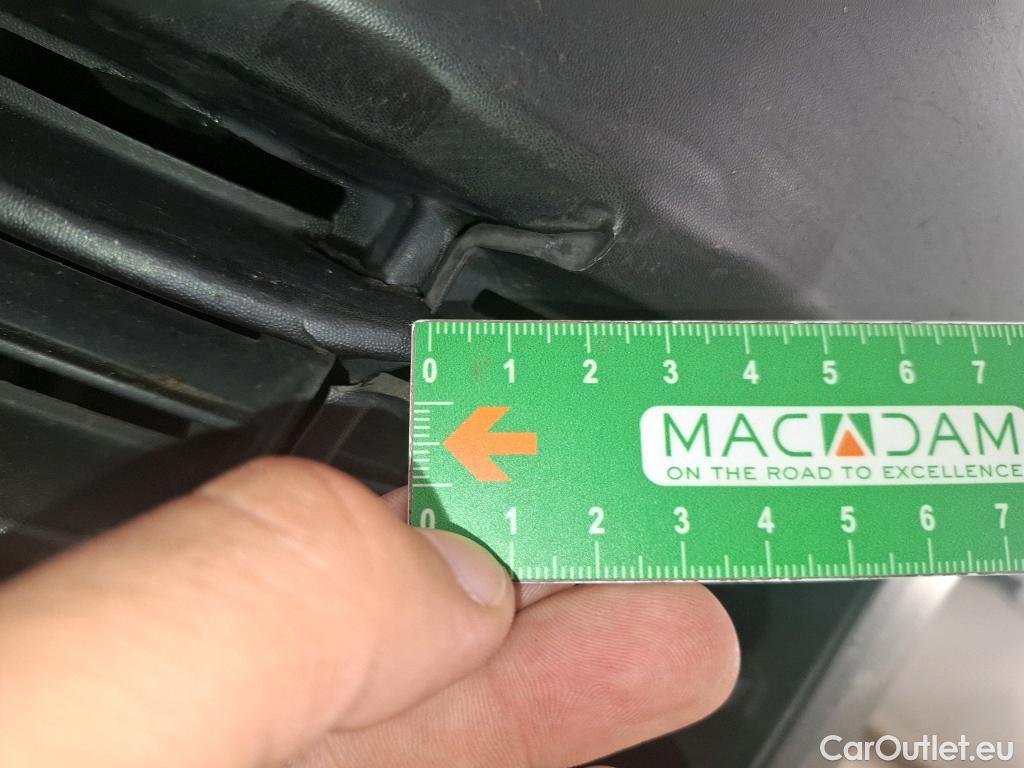 0 1 2 3 4 5 6 7
MACADAM
ON THE ROAD TO EXCELLENCE
0 1 2 3 4 5 6 7
CarOutlet.eu